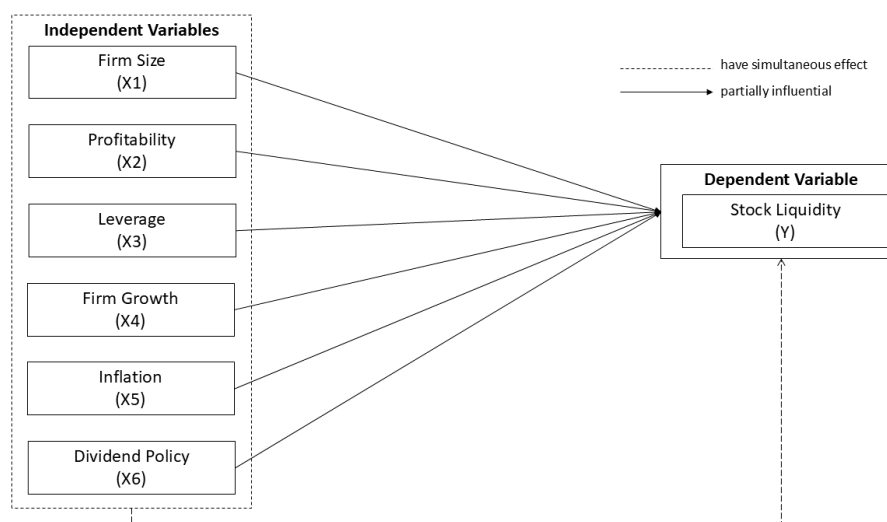 Independent Variables
Firm Size
(X1)
Profitability
(X2)
Leverage
(X3)
Firm Growth
(X4)
Inflation
(X5)
Dividend Policy
(X6)
have simultaneous effect
partially influential
Dependent Variable
Stock Liquidity
(Y)